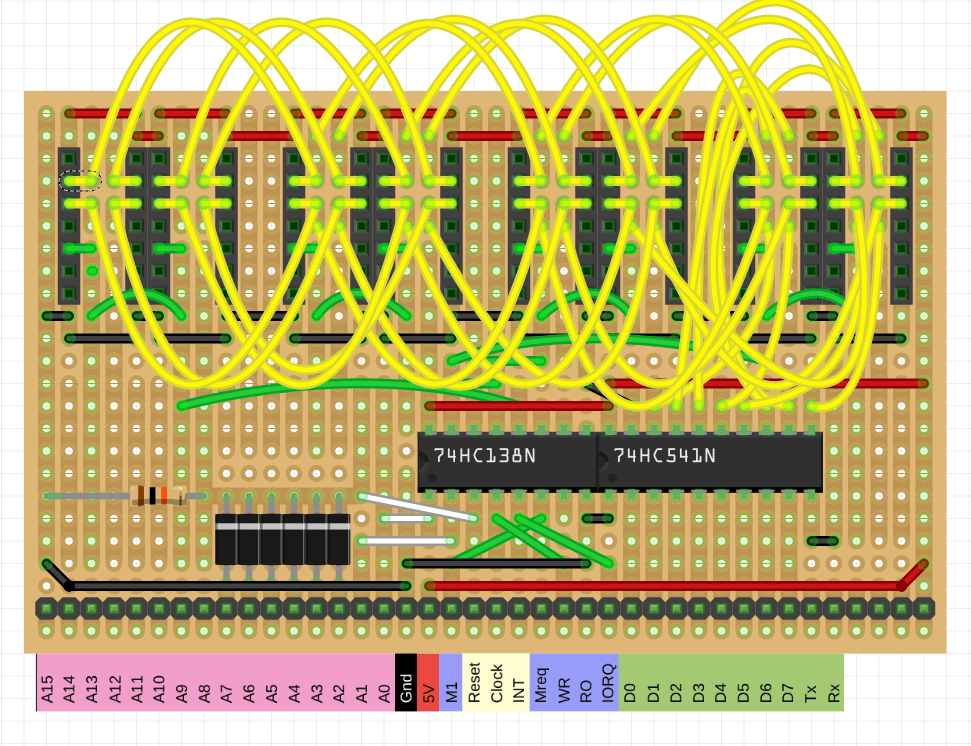 74HC138N 74HC541N
A15 A14 A13 A12 A11 A10 A9 A8 A7 A6 A5 A4 A3 A2 A1 A0 Gnd 5V M1 Reset Clock INT Mreq WR RO IORQ D0 D1 D2 D3 D4 D5 D6 D7 Tx Rx